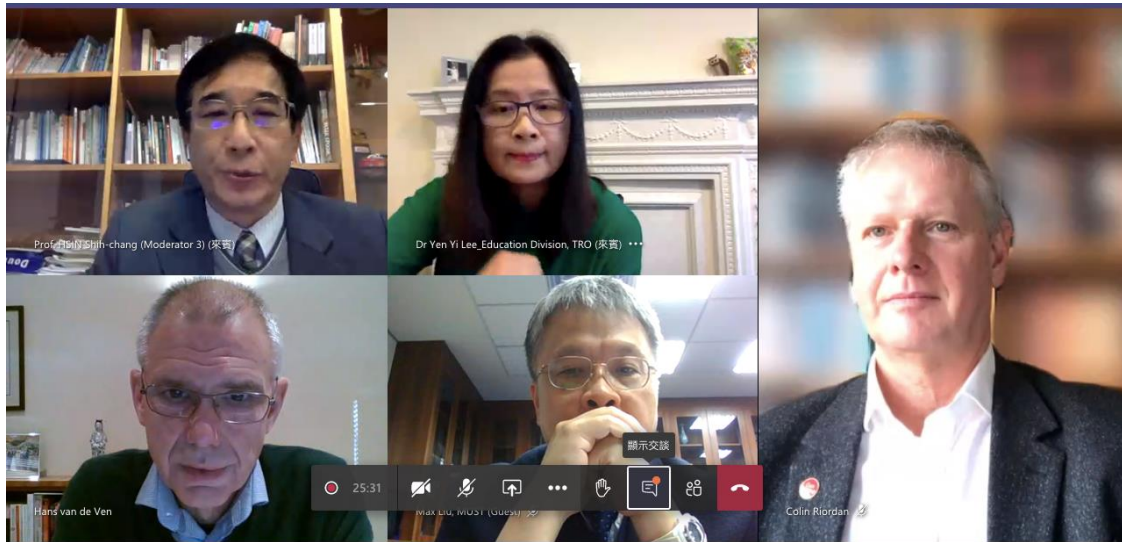 Prof. HSIN Shih-chang (Moderator 3) (來賓)
Dr Yen Yi Lee_Education Division, TRO (來賓)
顯示交談
25:31
Hans van de Ven
Max Liu, MUST (Guest)
Colin Riordan